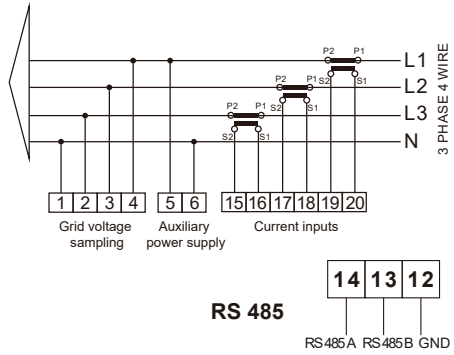 P2 P1
L1
S2 S1
P2 P1
L2
S2 S1
P2 P1
L3
S2 S1
N
3 PHASE 4 WIRE
1 2 3 4 5 6 15 16 17 18 19 20
Grid voltage
sampling
Auxiliary
power supply
Current inputs
14 13 12
RS 485
RS485A RS485B GND